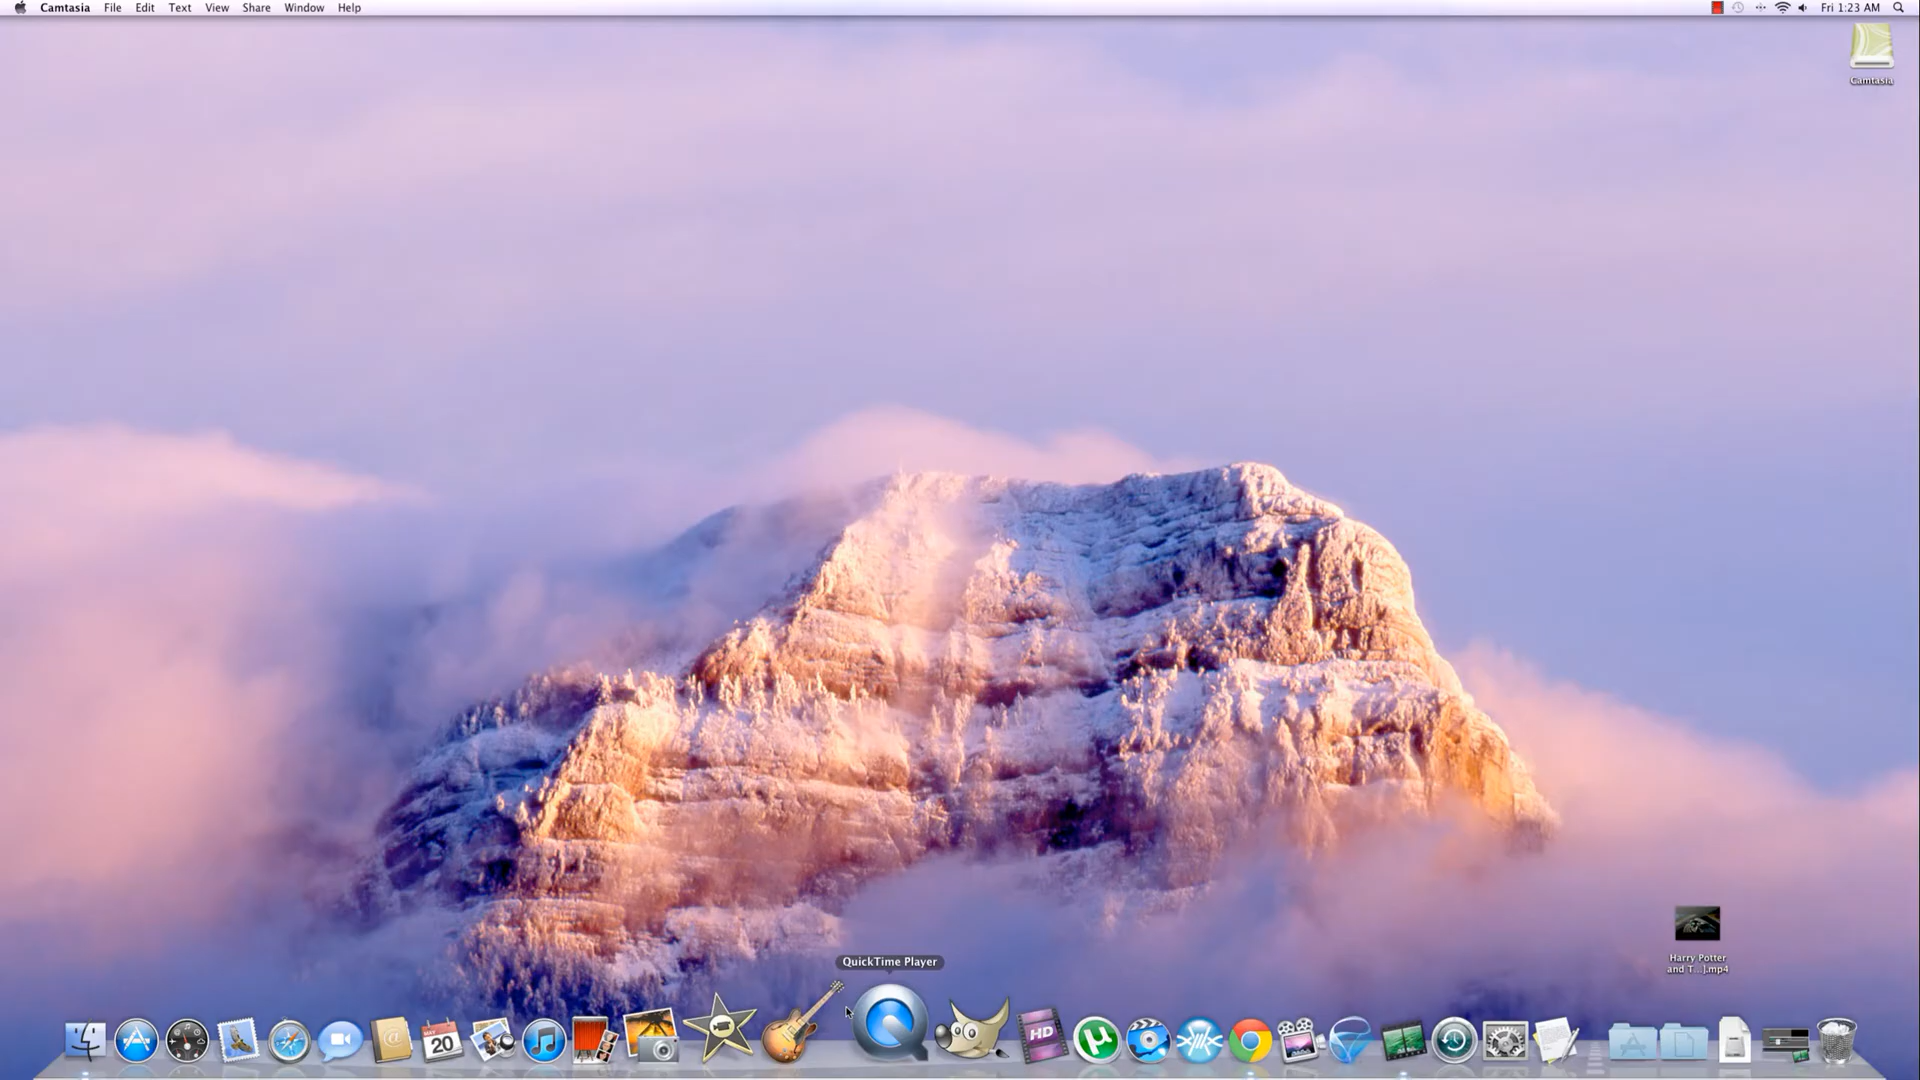 Camtasia File Edit Text View Share Window Help Fri 1:23 AM
Camtasia
Harry Potter
and T...].mp4
QuickTime Player
MAY
20
HD